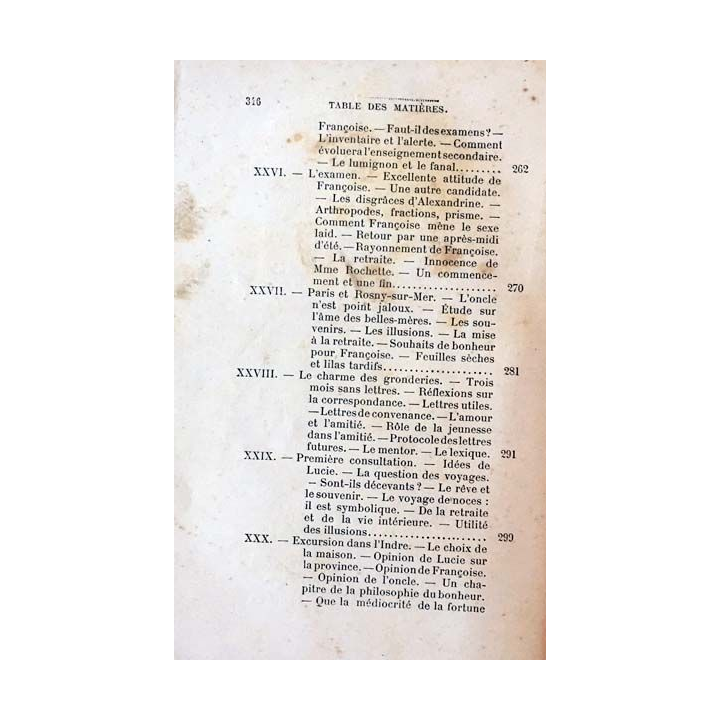 316
TABLE DES MATIÈRES.
Françoise. — Faut-il des examens? —
L'inventaire et l'alerte. — Comment
évoluera l'enseignement secondaire.
— Le lumignon et le fanal......... 262
XXVI. — L'examen. — Excellente attitude de
Françoise. — Une autre candidate.
— Les disgrâces d'Alexandrine. —
Arthropodes, fractions, prisme. —
Comment Françoise mène le sexe
laid. — Retour par une après-midi
d'été. — Rayonnement de Françoise.
— La retraite. — Innocence de
Mme Rochette. — Un commence-
ment et une fin.................... 270
XXVII. — Paris et Rosny-sur-Mer. — L'oncle
n'est point jaloux. — Étude sur
l'âme des belles-mères. — Les sou-
venirs. — Les illusions. — La mise
à la retraite. — Souhaits de bonheur
pour Françoise. — Feuilles sèches
et lilas tardifs..................... 281
XXVIII. — Le charme des gronderies. — Trois
mois sans lettres. — Réflexions sur
la correspondance. — Lettres utiles.
— Lettres de convenance. — L'amour
et l'amitié. — Rôle de la jeunesse
dans l'amitié. — Protocole des lettres
futures. — Le mentor. — Le lexique. 291
XXIX. — Première consultation. — Idées de
Lucie. — La question des voyages.
— Sont-ils décevants? — Le rêve et
le souvenir. — Le voyage de noces :
il est symbolique. — De la retraite
et de la vie intérieure. — Utilité
des illusions...................... 299
XXX. — Excursion dans l'Indre. — Le choix de
la maison. — Opinion de Lucie sur
la province. — Opinion de Françoise.
— Opinion de l'oncle. — Un cha-
pitre de la philosophie du bonheur.
— Que la médiocrité de la fortune